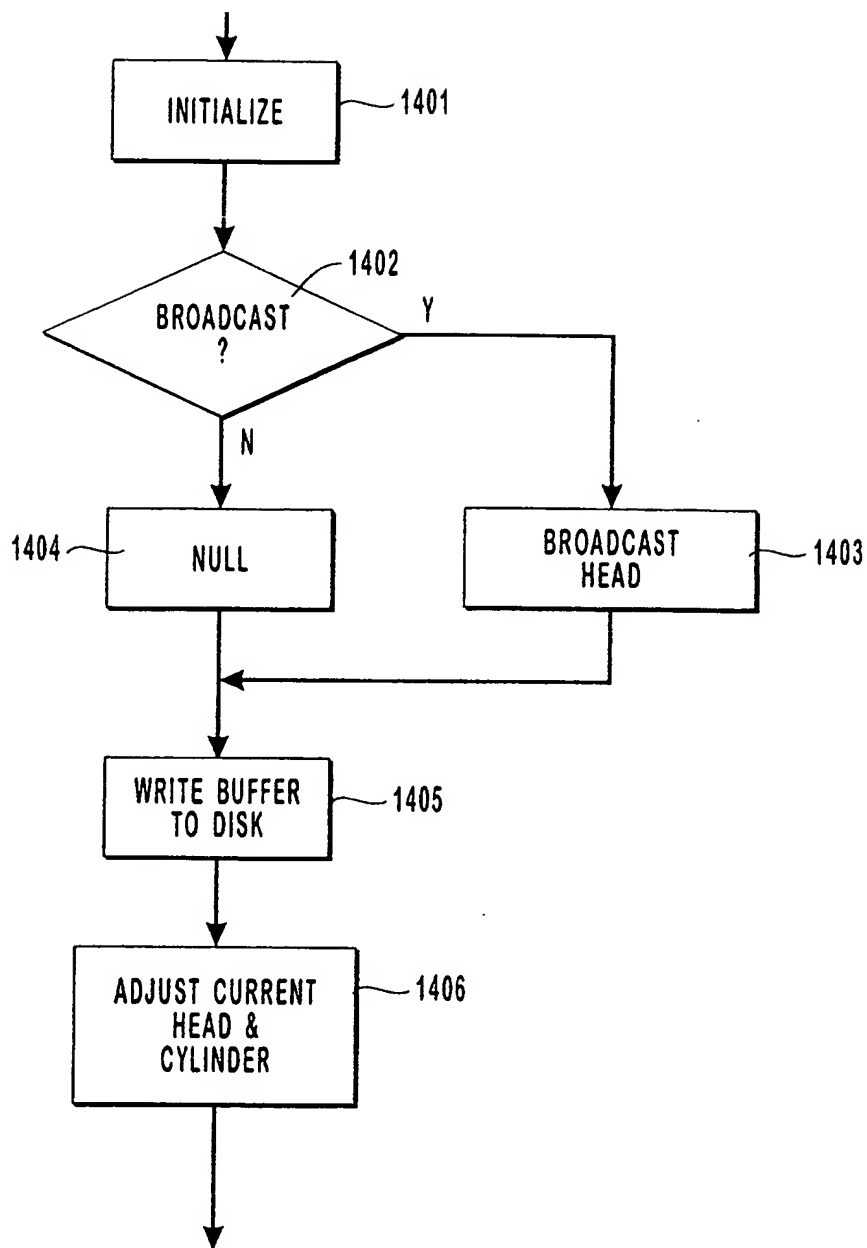 INITIALIZE
1401
1402
BROADCAST
?
Y
N
1404
NULL
BROADCAST
HEAD
1403
WRITE BUFFER
TO DISK
1405
ADJUST CURRENT
HEAD &
CYLINDER
1406